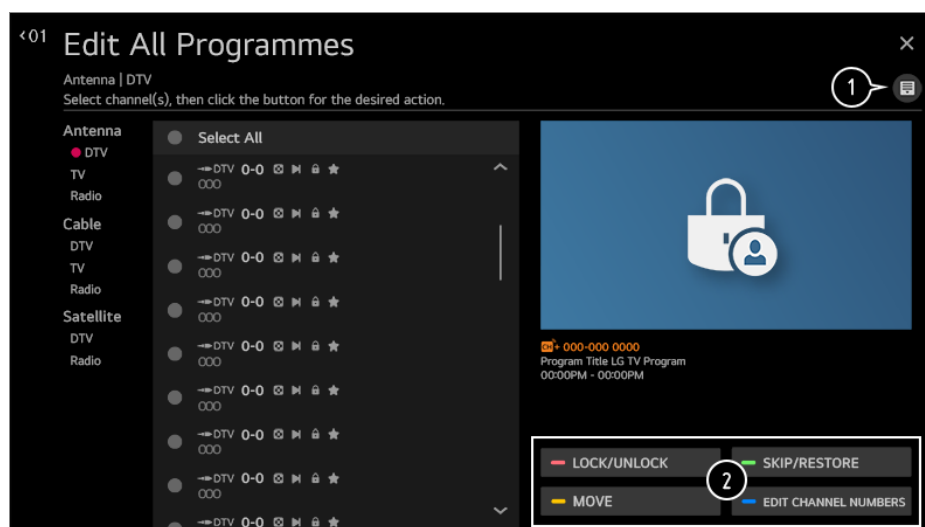 <01 Edit All Programmes ×
Antenna | DTV
Select channel(s), then click the button for the desired action.
1
Antenna
DTV
TV
Radio
Cable
DTV
TV
Radio
Satellite
DTV
Radio
Select All
DTV 0-0
000
DTV 0-0
000
DTV 0-0
000
DTV 0-0
000
DTV 0-0
000
DTV 0-0
000
DTV 0-0
000
DTV 0-0
000
DTV 0-0
CH+ 000-000 0000
Program Title LG TV Program
00:00PM - 00:00PM
LOCK/UNLOCK
SKIP/RESTORE
2
MOVE
EDIT CHANNEL NUMBERS